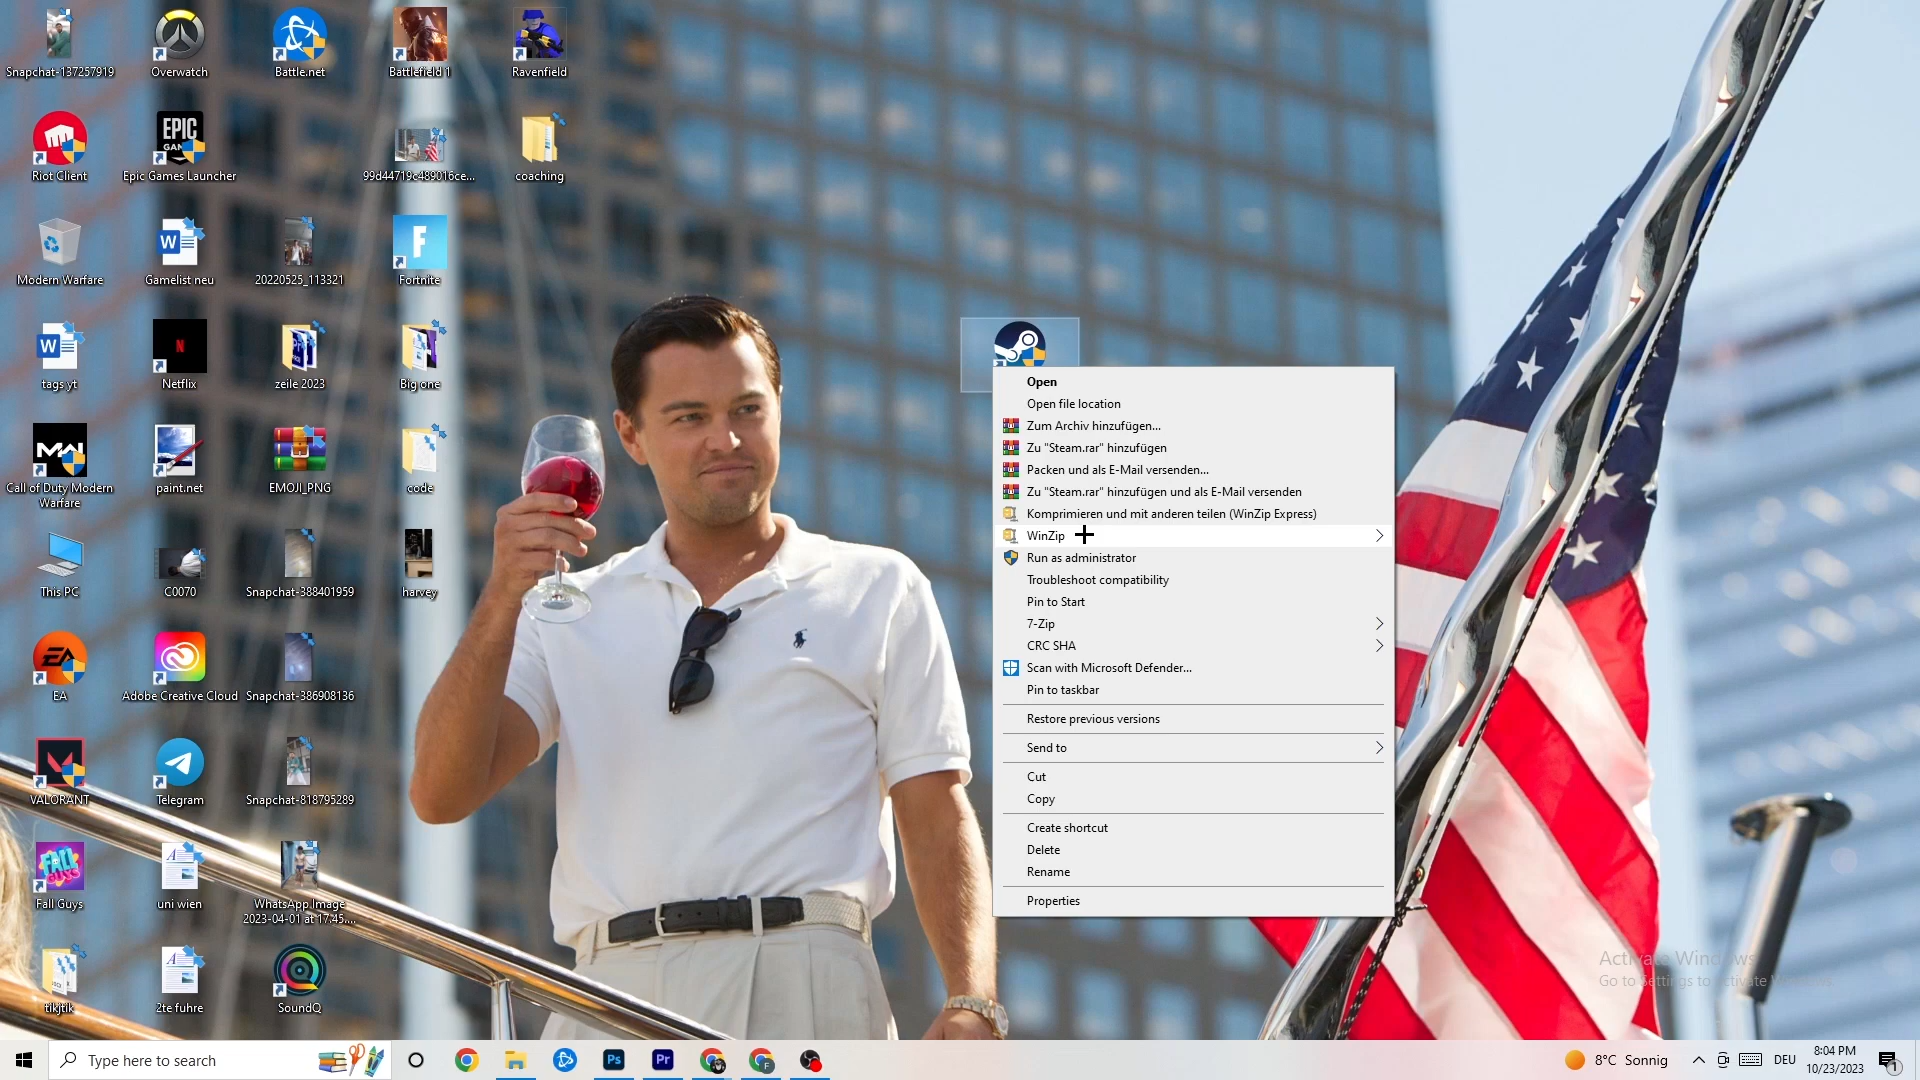 Snapchat-137257919
Overwatch
Battle.net
Battlefield 1
Ravenfield
EPIC
GAM
Riot Client
Epic Games Launcher
99d44719c489016ce...
coaching
Modern Warfare
Gamelist neu
20220525_113321
Fortnite
tags yt
Netflix
zeile 2023
Big one
Call of Duty Modern
Warfare
paint.net
EMOJI_PNG
code
This PC
C0070
Snapchat-388401959
harvey
EA
Adobe Creative Cloud
Snapchat-386908136
VALORANT
Telegram
Snapchat-818795289
FALL
GUYS
Fall Guys
uni wien
WhatsApp Image
2023-04-01 at 17.45....
tikjtik
2te fuhre
SoundQ
Open
Open file location
Zum Archiv hinzufügen...
Zu "Steam.rar" hinzufügen
Packen und als E-Mail versenden...
Zu "Steam.rar" hinzufügen und als E-Mail versenden
Komprimieren und mit anderen teilen (WinZip Express)
WinZip
Run as administrator
Troubleshoot compatibility
Pin to Start
7-Zip
CRC SHA
Scan with Microsoft Defender...
Pin to taskbar
Restore previous versions
Send to
Cut
Copy
Create shortcut
Delete
Rename
Properties
Activate Windows
Go to Settings to activate Windows.
Type here to search
Ps
Pr
8°C Sonnig
DEU
8:04 PM
10/23/2023
1